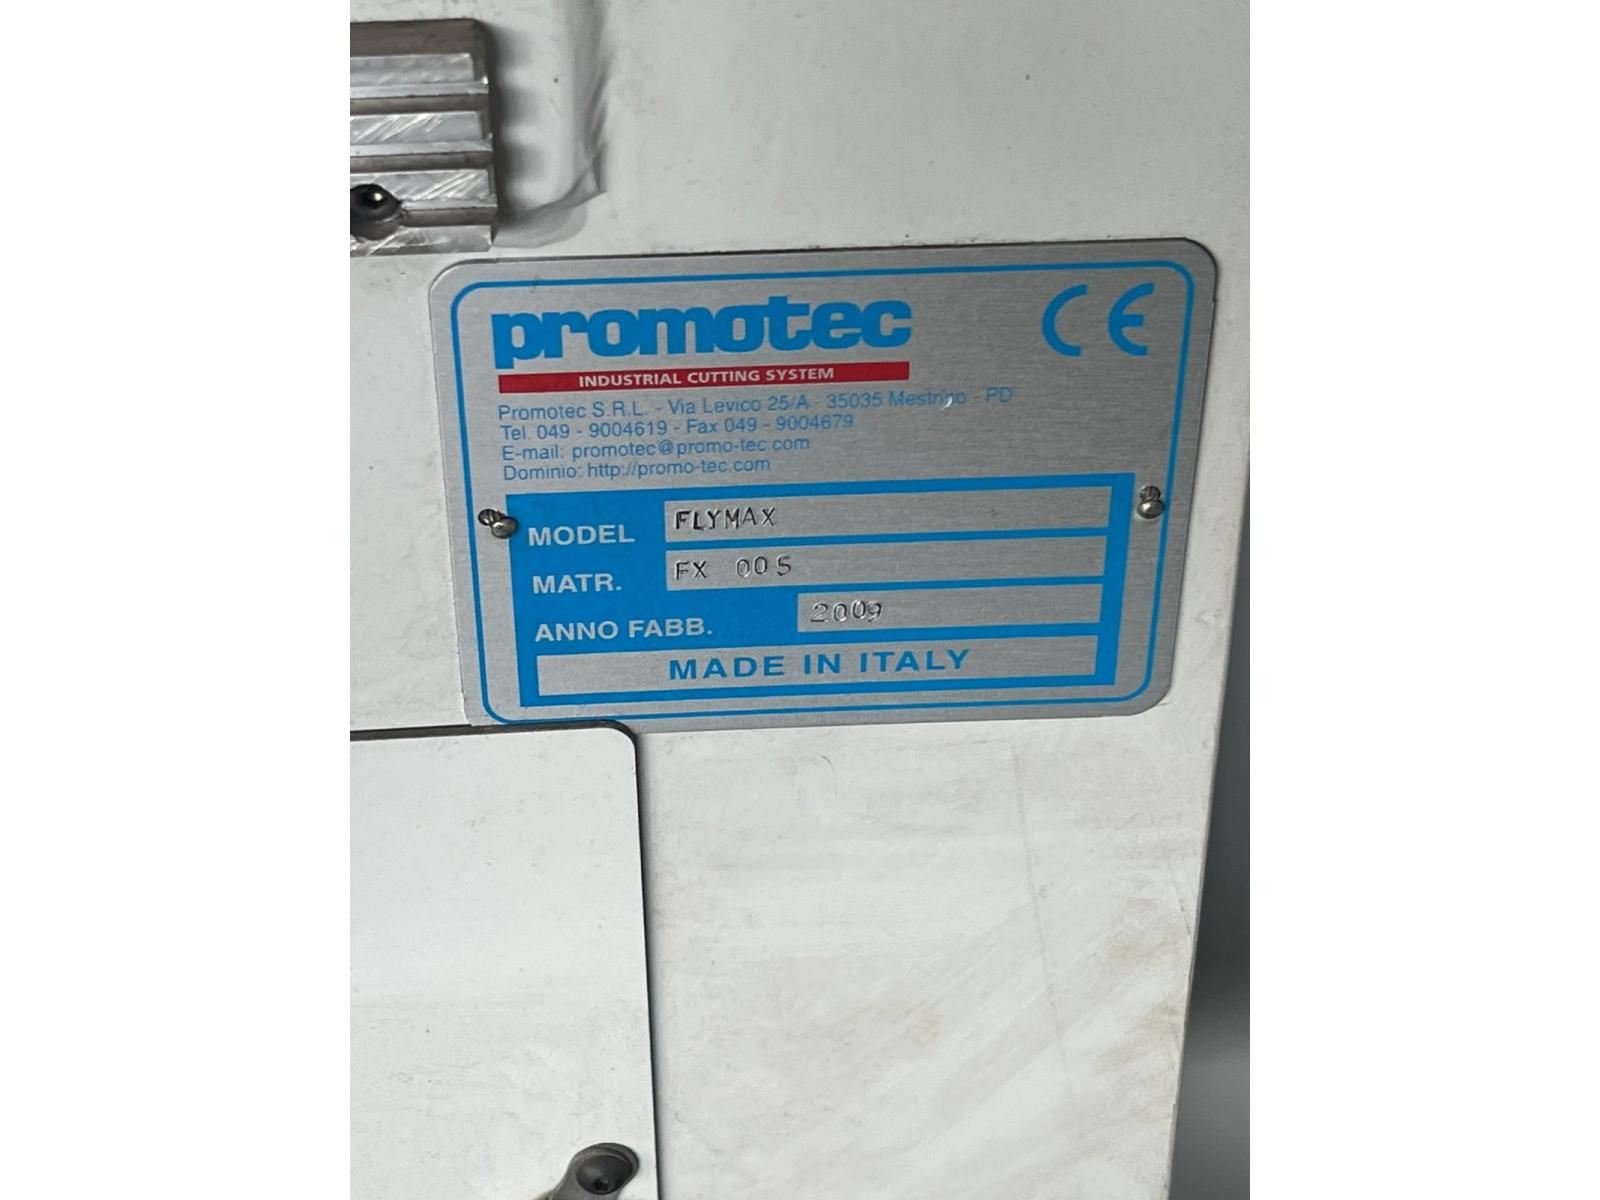 promotec
CE
INDUSTRIAL CUTTING SYSTEM
Promotec S.R.L. - Via Levico 25/A - 35035 Mestrino - PD
Tel. 049 - 9004619 - Fax 049 - 9004679
E-mail: promotec@promo-tec.com
Dominio: http://promo-tec.com
MODEL FLYMAX
MATR. FX 005
ANNO FABB. 2009
MADE IN ITALY